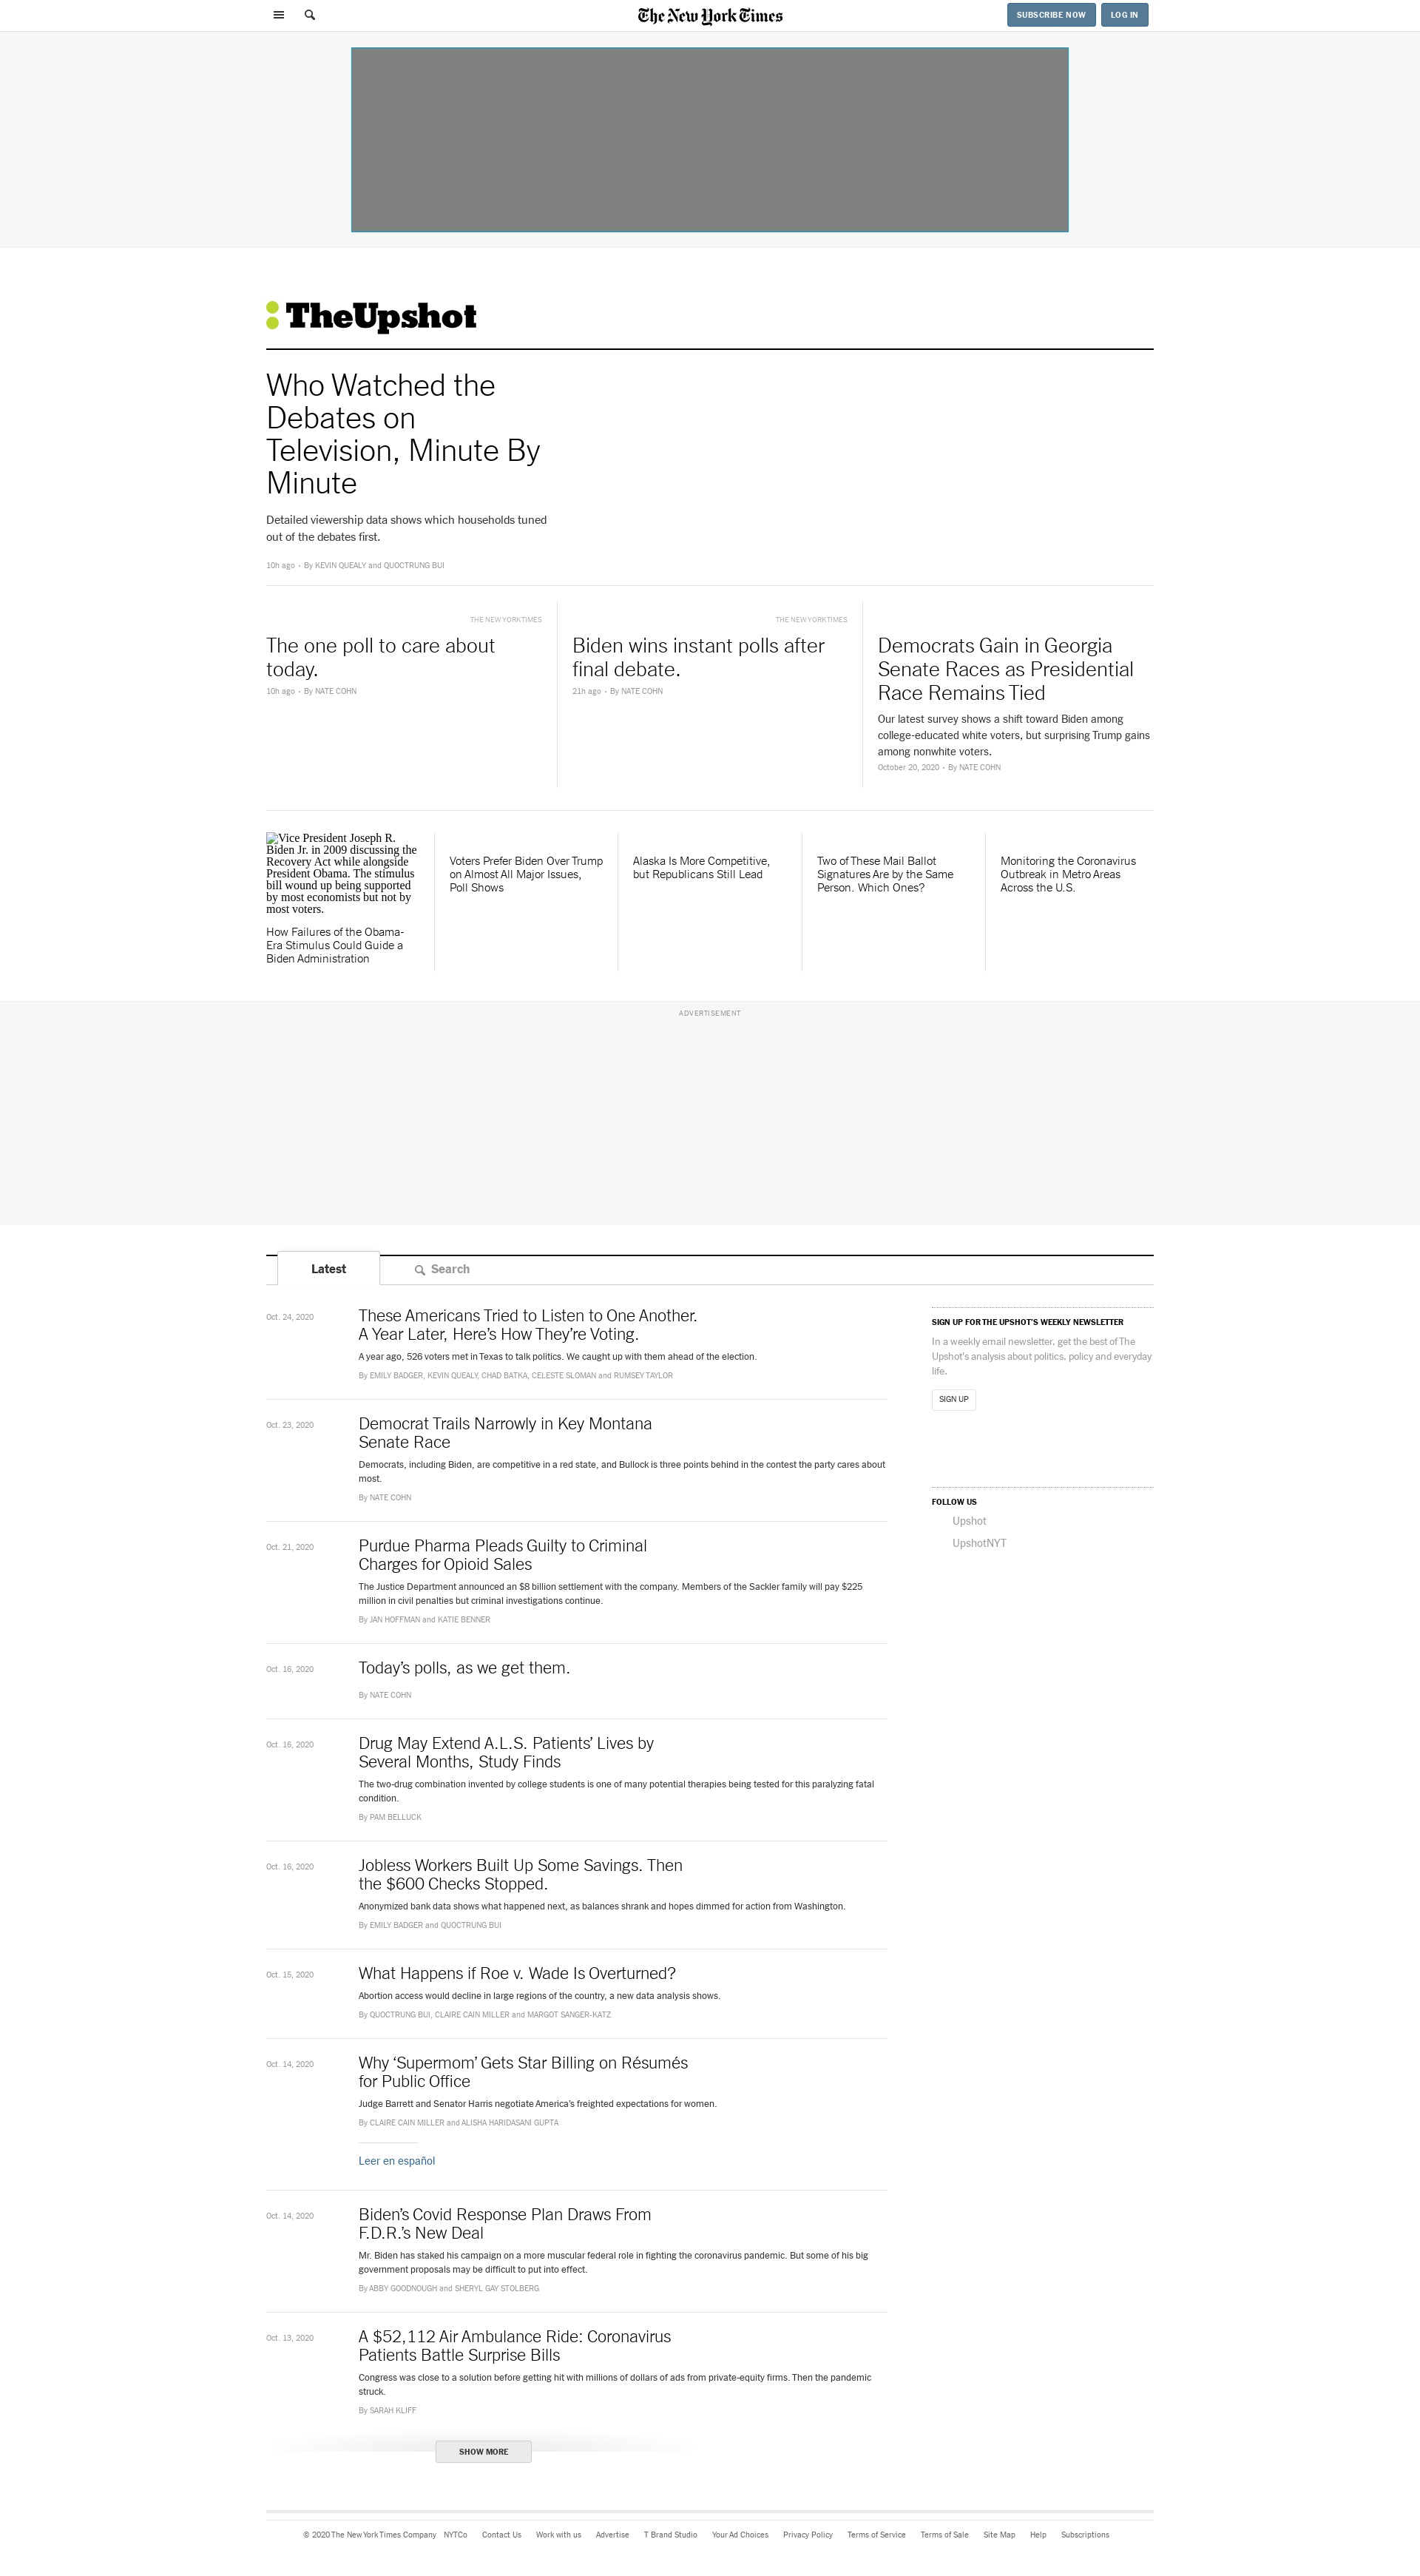 The New York Times
SUBSCRIBE NOW
LOG IN
TheUpshot
Who Watched the
Debates on
Television, Minute By
Minute
Detailed viewership data shows which households tuned
out of the debates first.
10h ago • By KEVIN QUEALY and QUOCTRUNG BUI
THE NEW YORK TIMES
The one poll to care about
today.
10h ago • By NATE COHN
THE NEW YORK TIMES
Biden wins instant polls after
final debate.
21h ago • By NATE COHN
Democrats Gain in Georgia
Senate Races as Presidential
Race Remains Tied
Our latest survey shows a shift toward Biden among
college-educated white voters, but surprising Trump gains
among nonwhite voters.
October 20, 2020 • By NATE COHN
Vice President Joseph R.
Biden Jr. in 2009 discussing the
Recovery Act while alongside
President Obama. The stimulus
bill wound up being supported
by most economists but not by
most voters.
How Failures of the Obama-
Era Stimulus Could Guide a
Biden Administration
Voters Prefer Biden Over Trump
on Almost All Major Issues,
Poll Shows
Alaska Is More Competitive,
but Republicans Still Lead
Two of These Mail Ballot
Signatures Are by the Same
Person. Which Ones?
Monitoring the Coronavirus
Outbreak in Metro Areas
Across the U.S.
ADVERTISEMENT
Latest
Search
Oct. 24, 2020
These Americans Tried to Listen to One Another.
A Year Later, Here’s How They’re Voting.
A year ago, 526 voters met in Texas to talk politics. We caught up with them ahead of the election.
By EMILY BADGER, KEVIN QUEALY, CHAD BATKA, CELESTE SLOMAN and RUMSEY TAYLOR
Oct. 23, 2020
Democrat Trails Narrowly in Key Montana
Senate Race
Democrats, including Biden, are competitive in a red state, and Bullock is three points behind in the contest the party cares about
most.
By NATE COHN
Oct. 21, 2020
Purdue Pharma Pleads Guilty to Criminal
Charges for Opioid Sales
The Justice Department announced an $8 billion settlement with the company. Members of the Sackler family will pay $225
million in civil penalties but criminal investigations continue.
By JAN HOFFMAN and KATIE BENNER
Oct. 16, 2020
Today’s polls, as we get them.
By NATE COHN
Oct. 16, 2020
Drug May Extend A.L.S. Patients’ Lives by
Several Months, Study Finds
The two-drug combination invented by college students is one of many potential therapies being tested for this paralyzing fatal
condition.
By PAM BELLUCK
Oct. 16, 2020
Jobless Workers Built Up Some Savings. Then
the $600 Checks Stopped.
Anonymized bank data shows what happened next, as balances shrank and hopes dimmed for action from Washington.
By EMILY BADGER and QUOCTRUNG BUI
Oct. 15, 2020
What Happens if Roe v. Wade Is Overturned?
Abortion access would decline in large regions of the country, a new data analysis shows.
By QUOCTRUNG BUI, CLAIRE CAIN MILLER and MARGOT SANGER-KATZ
Oct. 14, 2020
Why ‘Supermom’ Gets Star Billing on Résumés
for Public Office
Judge Barrett and Senator Harris negotiate America’s freighted expectations for women.
By CLAIRE CAIN MILLER and ALISHA HARIDASANI GUPTA
Leer en español
Oct. 14, 2020
Biden’s Covid Response Plan Draws From
F.D.R.’s New Deal
Mr. Biden has staked his campaign on a more muscular federal role in fighting the coronavirus pandemic. But some of his big
government proposals may be difficult to put into effect.
By ABBY GOODNOUGH and SHERYL GAY STOLBERG
Oct. 13, 2020
A $52,112 Air Ambulance Ride: Coronavirus
Patients Battle Surprise Bills
Congress was close to a solution before getting hit with millions of dollars of ads from private-equity firms. Then the pandemic
struck.
By SARAH KLIFF
SHOW MORE
SIGN UP FOR THE UPSHOT’S WEEKLY NEWSLETTER
In a weekly email newsletter, get the best of The
Upshot’s analysis about politics, policy and everyday
life.
SIGN UP
FOLLOW US
Upshot
UpshotNYT
© 2020 The New York Times Company NYTCo Contact Us Work with us Advertise T Brand Studio Your Ad Choices Privacy Policy Terms of Service Terms of Sale Site Map Help Subscriptions